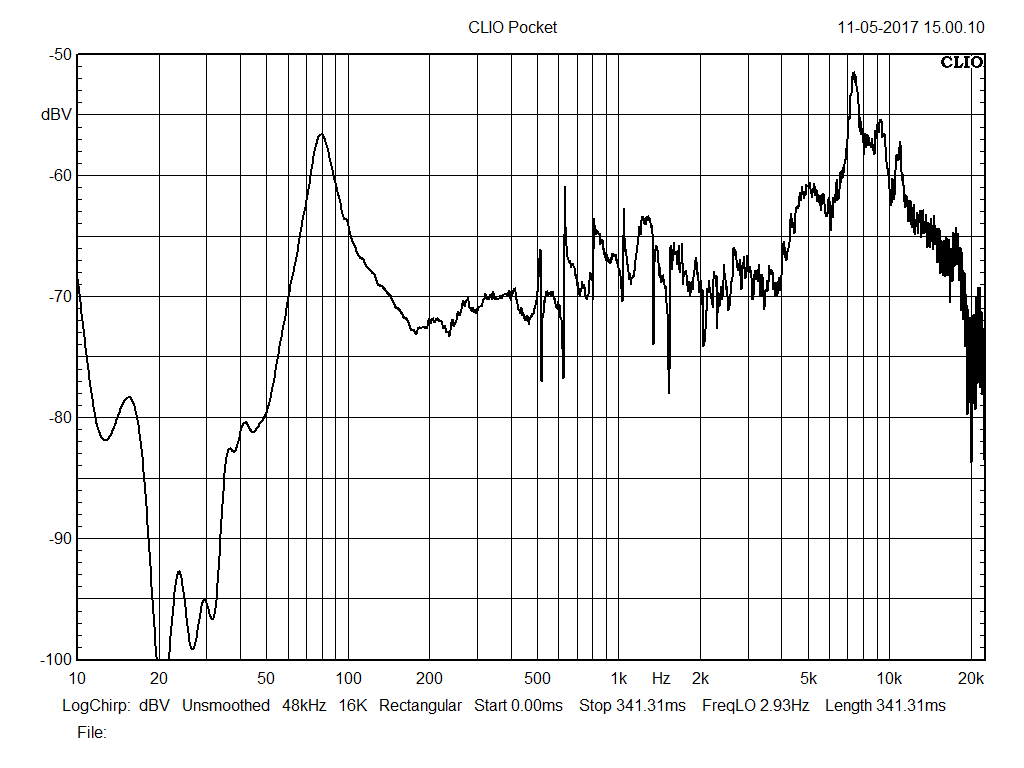 CLIO Pocket 11-05-2017 15.00.10
-50
CLIO
dBV
-60
-70
-80
-90
-100
10 20 50 100 200 500 1k Hz 2k 5k 10k 20k
LogChirp: dBV Unsmoothed 48kHz 16K Rectangular Start 0.00ms Stop 341.31ms FreqLO 2.93Hz Length 341.31ms
File: